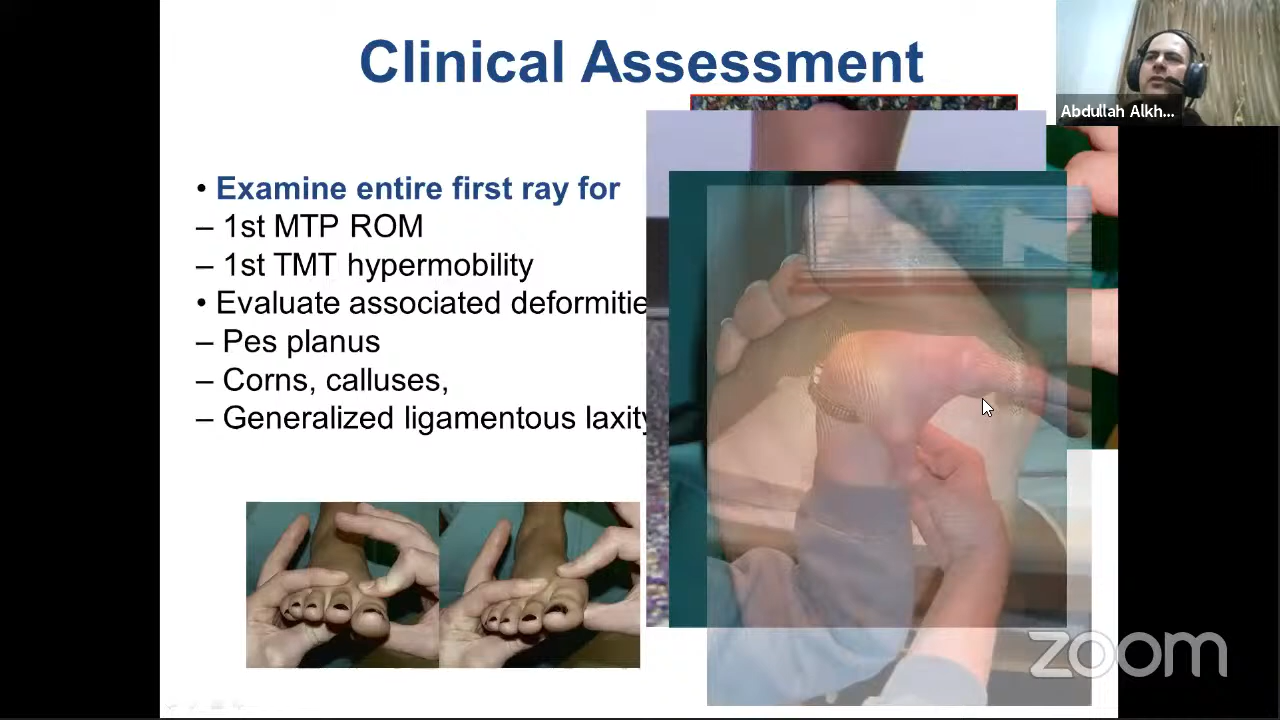 Clinical Assessment
Abdullah Alkh...
• Examine entire first ray for
– 1st MTP ROM
– 1st TMT hypermobility
• Evaluate associated deformitie
– Pes planus
– Corns, calluses,
– Generalized ligamentous laxity
zoom